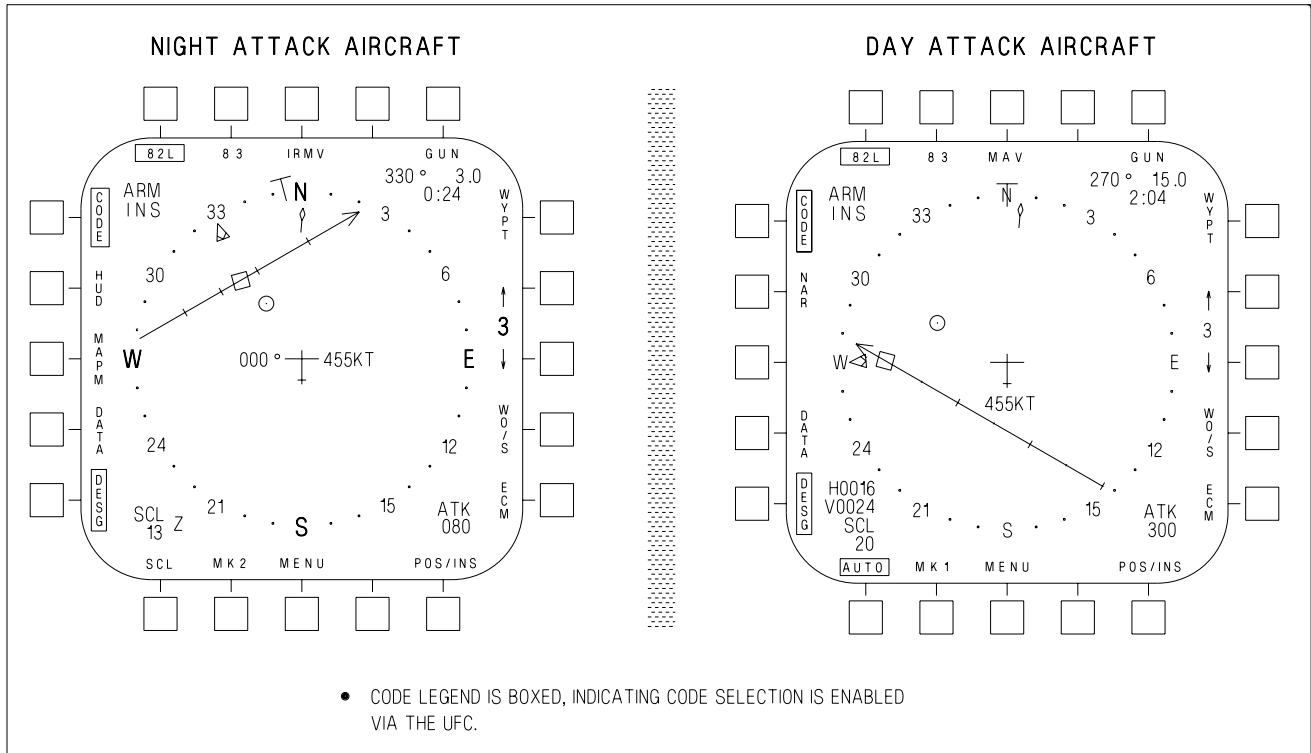 NIGHT ATTACK AIRCRAFT
82L 83 IRMV GUN
ARM
INS
330° 3.0
0:24
CODE
HUD
MAPM
DATA
DESG
WYPT
3
WO/S
ECM
N
3
6
E
12
15
S
21
24
W
30
33
000° 455KT
SCL
13 Z
ATK
080
SCL MK2 MENU POS/INS
DAY ATTACK AIRCRAFT
82L 83 MAV GUN
ARM
INS
270° 15.0
2:04
CODE
NAR
DATA
DESG
WYPT
3
WO/S
ECM
N
3
6
E
12
15
S
21
24
W
30
33
455KT
H0016
V0024
SCL
20
ATK
300
AUTO MK1 MENU POS/INS
• CODE LEGEND IS BOXED, INDICATING CODE SELECTION IS ENABLED
VIA THE UFC.